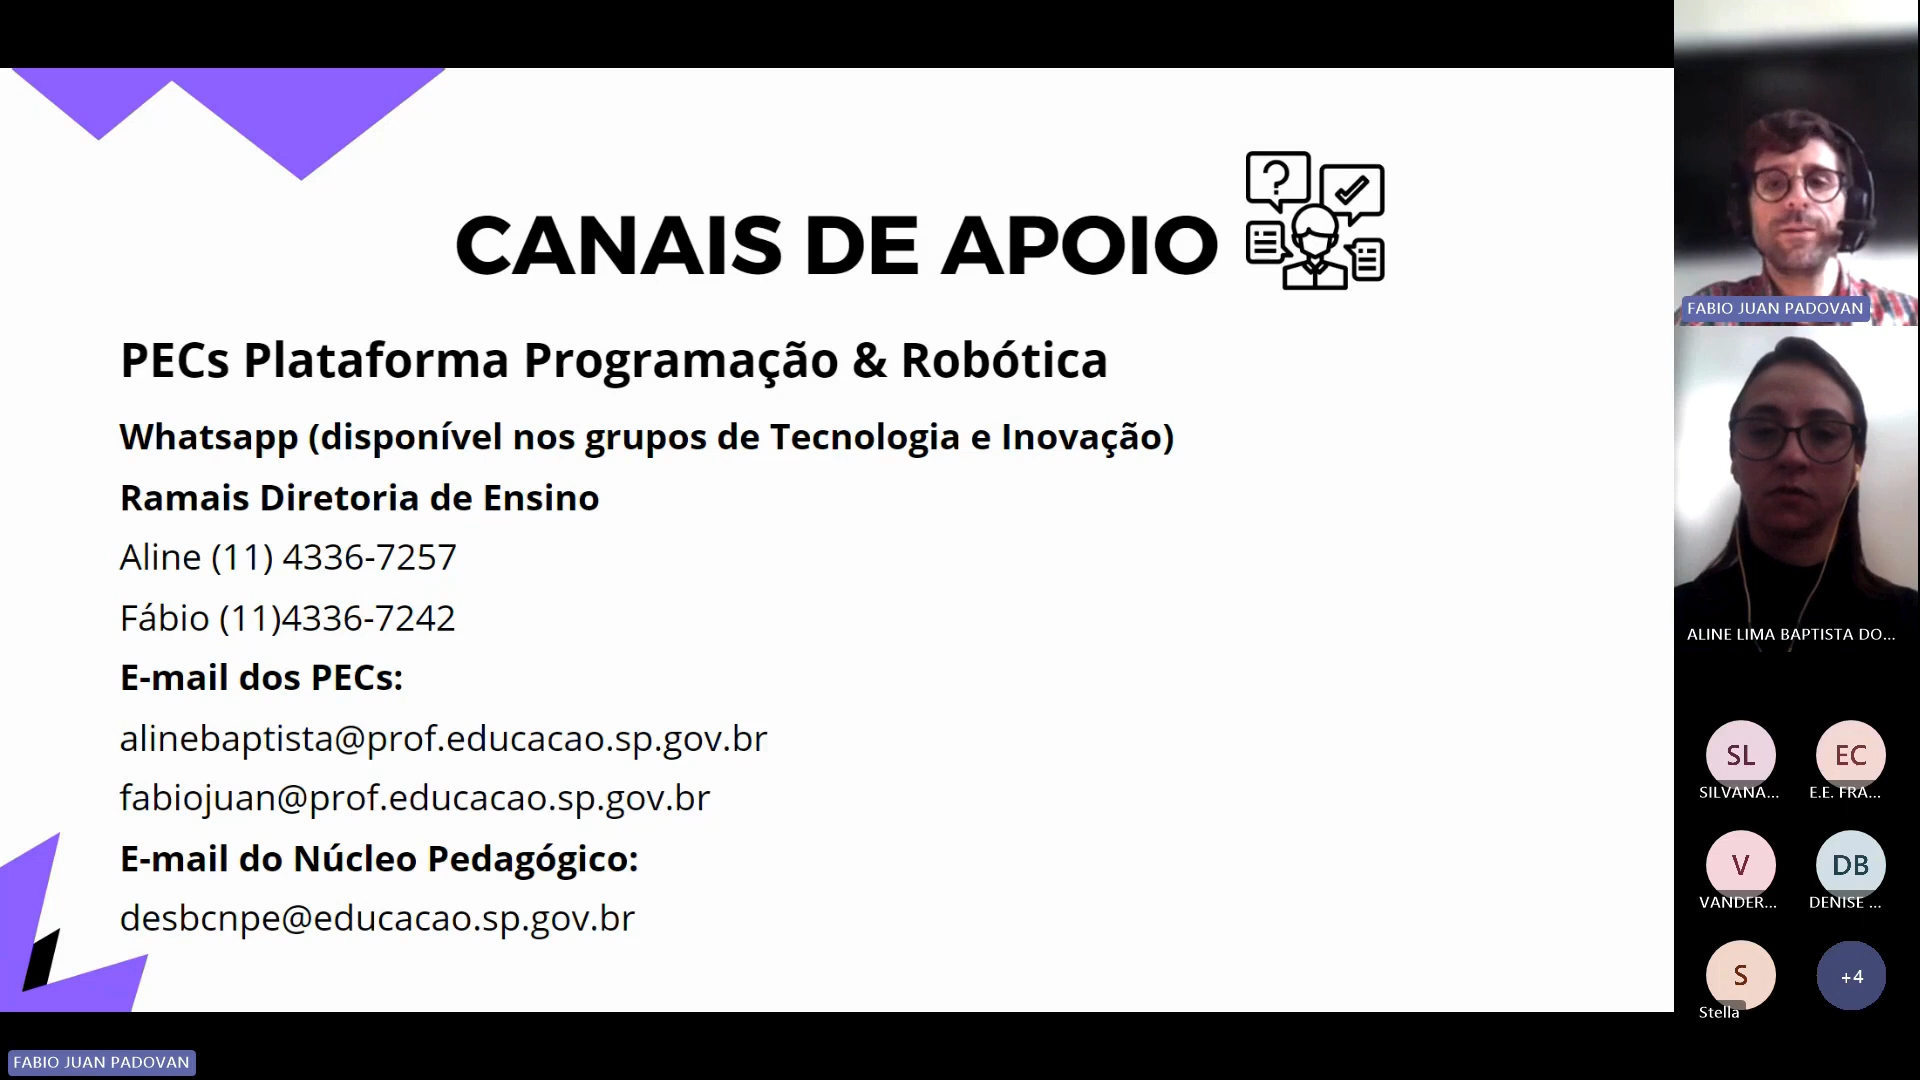 CANAIS DE APOIO
PECs Plataforma Programação & Robótica
Whatsapp (disponível nos grupos de Tecnologia e Inovação)
Ramais Diretoria de Ensino
Aline (11) 4336-7257
Fábio (11)4336-7242
E-mail dos PECs:
alinebaptista@prof.educacao.sp.gov.br
fabiojuan@prof.educacao.sp.gov.br
E-mail do Núcleo Pedagógico:
desbcnpe@educacao.sp.gov.br
FABIO JUAN PADOVAN
FABIO JUAN PADOVAN
ALINE LIMA BAPTISTA DO...
SL
EC
SILVANA...
E.E. FRA...
V
DB
VANDER...
DENISE ...
S
+4
Stella